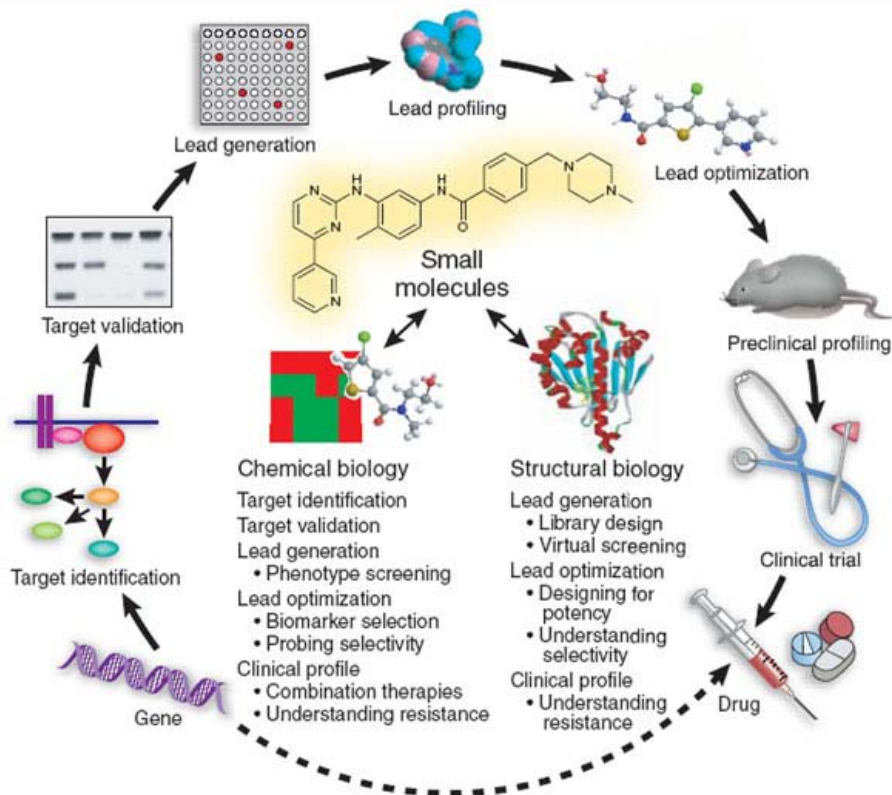 Lead generation
Lead profiling
Lead optimization
Target validation
Target identification
Gene
Preclinical profiling
Clinical trial
Drug
N
N
H
N
H
N
O
N
N
N
Small
molecules
Chemical biology
Target identification
Target validation
Lead generation
• Phenotype screening
Lead optimization
• Biomarker selection
• Probing selectivity
Clinical profile
• Combination therapies
• Understanding resistance
Structural biology
Lead generation
• Library design
• Virtual screening
Lead optimization
• Designing for
potency
• Understanding
selectivity
Clinical profile
• Understanding
resistance